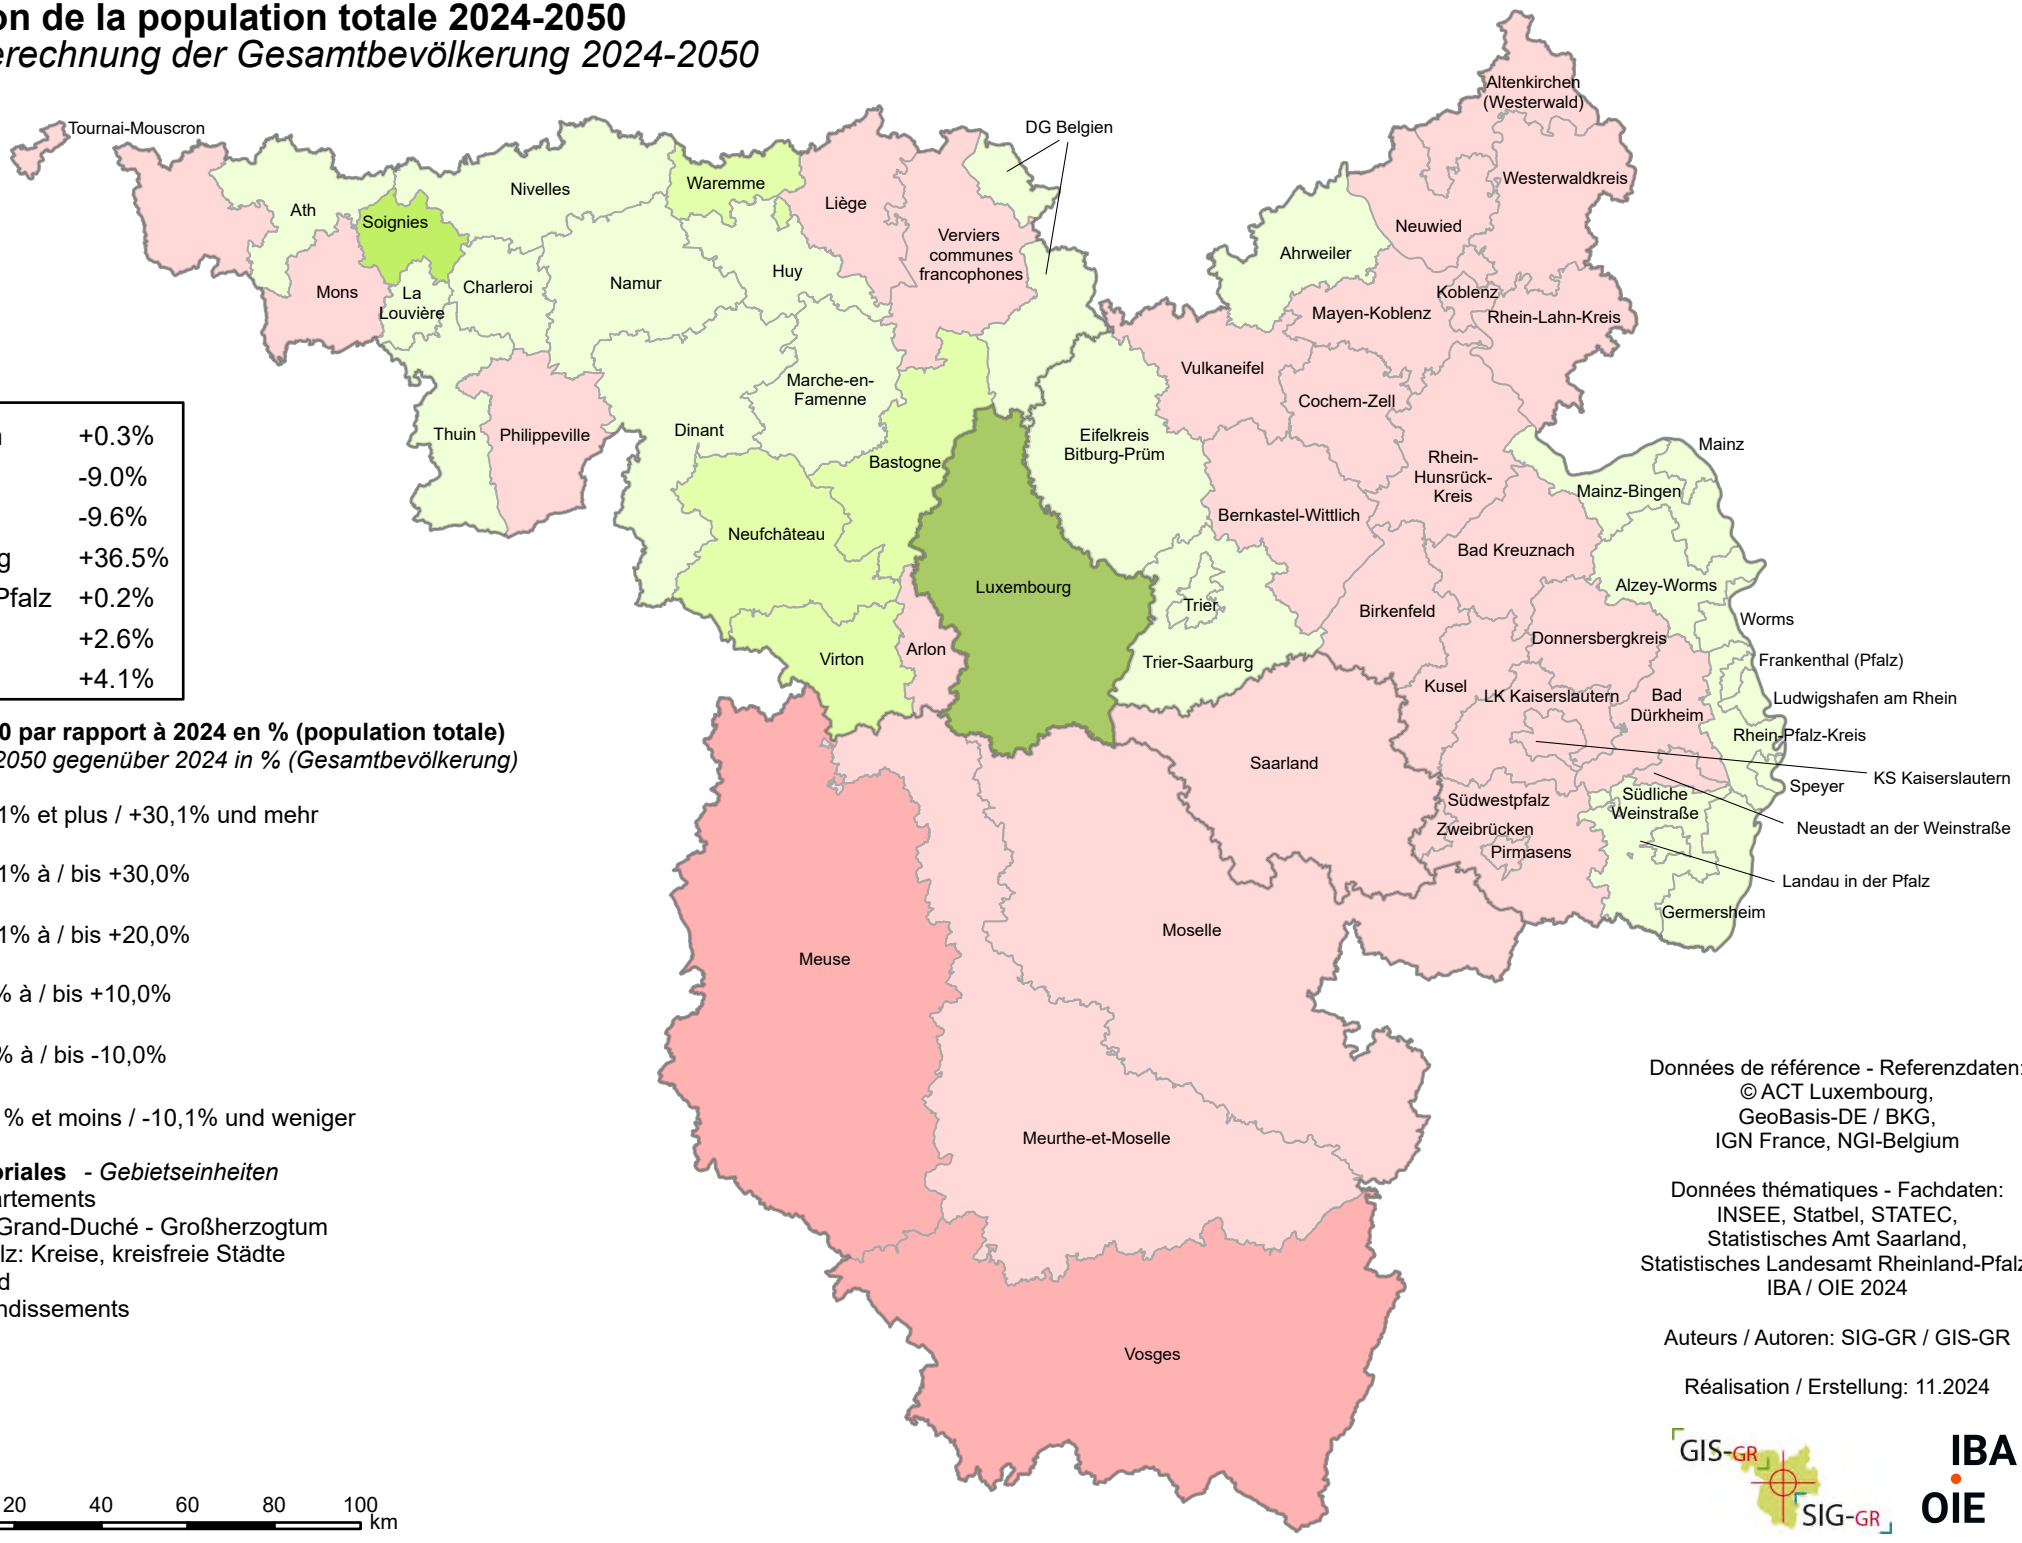 on de la population totale 2024-2050
erechnung der Gesamtbevölkerung 2024-2050
Tournai-Mouscron
Ath
Soignies
Nivelles
Waremme
Liège
DG Belgien
Verviers
communes
francophones
Mons
La
Louvière
Charleroi
Namur
Huy
Marche-en-
Famenne
Thuin
Philippeville
Dinant
Bastogne
Neufchâteau
Virton
Arlon
Luxembourg
Altenkirchen
(Westerwald)
Westerwaldkreis
Neuwied
Ahrweiler
Koblenz
Mayen-Koblenz
Rhein-Lahn-Kreis
Vulkaneifel
Cochem-Zell
Eifelkreis
Bitburg-Prüm
Rhein-
Hunsrück-
Kreis
Mainz
Mainz-Bingen
Bernkastel-Wittlich
Bad Kreuznach
Alzey-Worms
Trier
Birkenfeld
Worms
Donnersbergkreis
Trier-Saarburg
Frankenthal (Pfalz)
Kusel
LK Kaiserslautern
Bad
Dürkheim
Ludwigshafen am Rhein
Rhein-Pfalz-Kreis
Saarland
KS Kaiserslautern
Speyer
Südwestpfalz
Südliche
Weinstraße
Zweibrücken
Neustadt an der Weinstraße
Pirmasens
Landau in der Pfalz
Germersheim
Moselle
Meuse
Meurthe-et-Moselle
Vosges
n +0.3%
-9.0%
-9.6%
g +36.5%
Pfalz +0.2%
+2.6%
+4.1%
0 par rapport à 2024 en % (population totale)
2050 gegenüber 2024 in % (Gesamtbevölkerung)
1% et plus / +30,1% und mehr
1% à / bis +30,0%
1% à / bis +20,0%
% à / bis +10,0%
% à / bis -10,0%
% et moins / -10,1% und weniger
oriales - Gebietseinheiten
artements
Grand-Duché - Großherzogtum
lz: Kreise, kreisfreie Städte
d
ndissements
20 40 60 80 100
km
Données de référence - Referenzdaten:
© ACT Luxembourg,
GeoBasis-DE / BKG,
IGN France, NGI-Belgium
Données thématiques - Fachdaten:
INSEE, Statbel, STATEC,
Statistisches Amt Saarland,
Statistisches Landesamt Rheinland-Pfalz
IBA / OIE 2024
Auteurs / Autoren: SIG-GR / GIS-GR
Réalisation / Erstellung: 11.2024
GIS-GR
SIG-GR
IBA
OIE